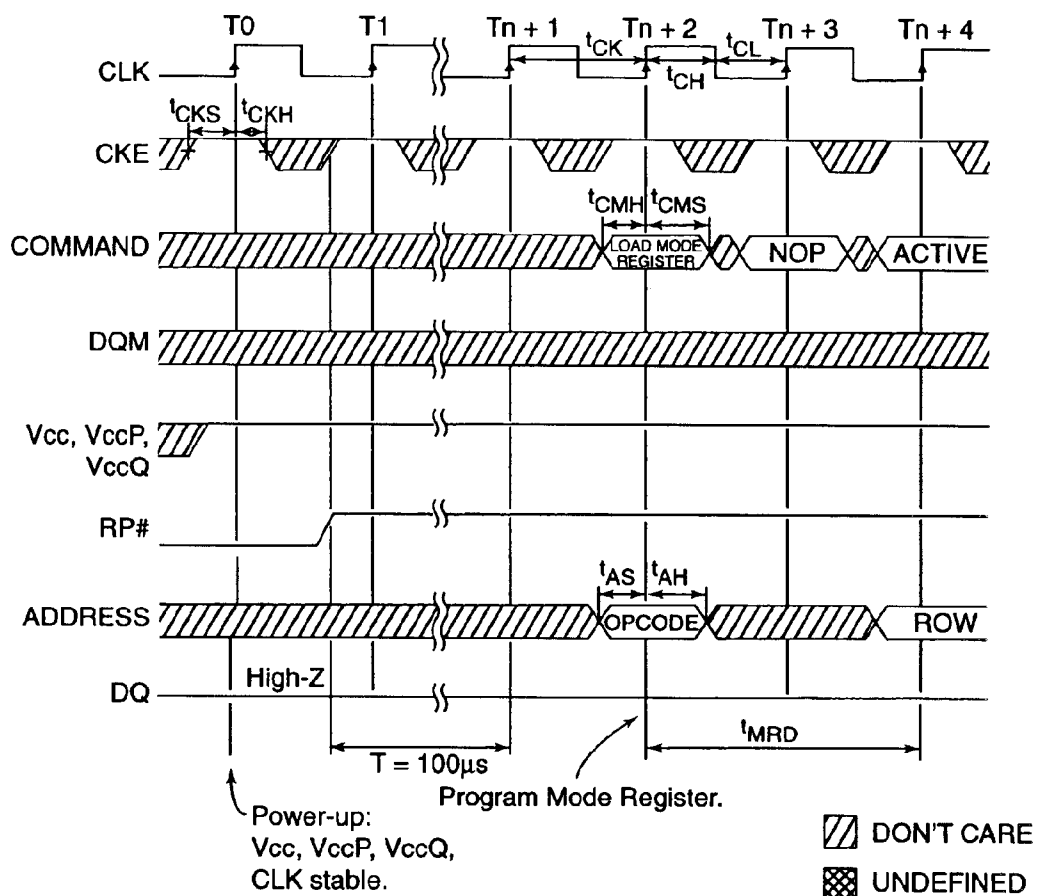 T0 T1 Tn + 1 Tn + 2 Tn + 3 Tn + 4
tCK tCL
CLK
tCH
tCKS tCKH
CKE
tCMH tCMS
COMMAND
LOAD MODE
REGISTER
NOP
ACTIVE
DQM
Vcc, VccP,
VccQ
RP#
tAS tAH
ADDRESS
OPCODE
ROW
High-Z
DQ
tMRD
T = 100µs
Program Mode Register.
Power-up:
Vcc, VccP, VccQ,
CLK stable.
DON'T CARE
UNDEFINED